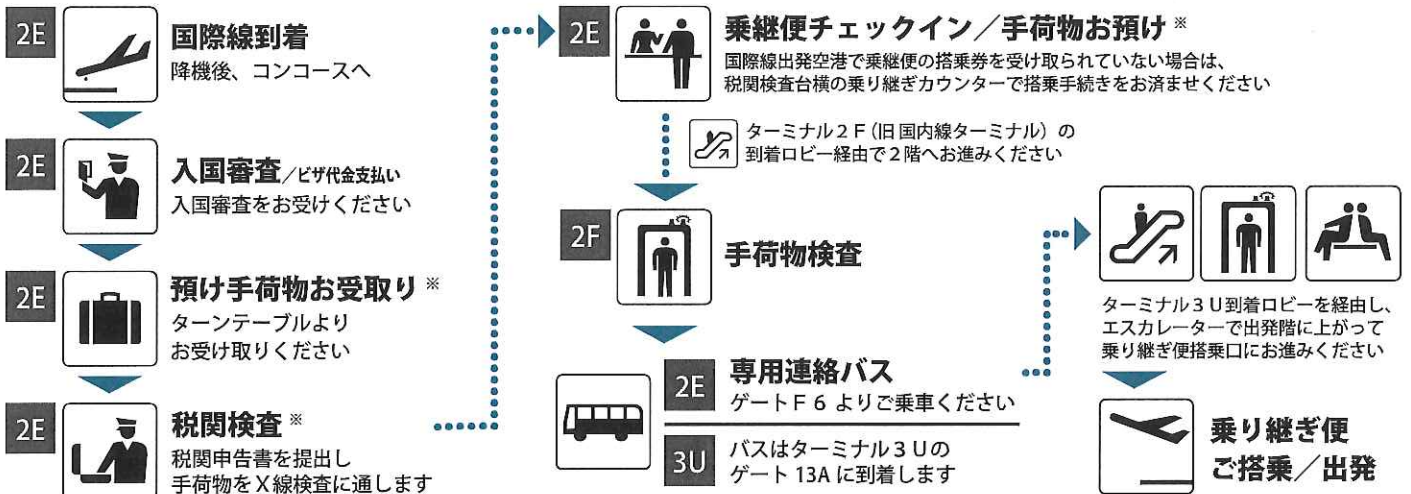 2E
国際線到着
降機後、コンコースへ
2E
入国審査/ビザ代金支払い
入国審査をお受けください
2E
預け手荷物お受取り※
ターンテーブルより
お受け取りください
2E
税関検査※
税関申告書を提出し
手荷物をX線検査に通します
2E
乗継便チェックイン/手荷物お預け※
国際線出発空港で乗継便の搭乗券を受け取られていない場合は、
税関検査台横の乗り継ぎカウンターで搭乗手続きをお済ませください
ターミナル2F(旧国内線ターミナル)の
到着ロビー経由で2階へお進みください
2F
手荷物検査
2E
専用連絡バス
ゲートF6よりご乗車ください
3U
バスはターミナル3Uの
ゲート13Aに到着します
ターミナル3U到着ロビーを経由し、
エスカレーターで出発階に上がって
乗り継ぎ便搭乗口にお進みください
乗り継ぎ便
ご搭乗/出発